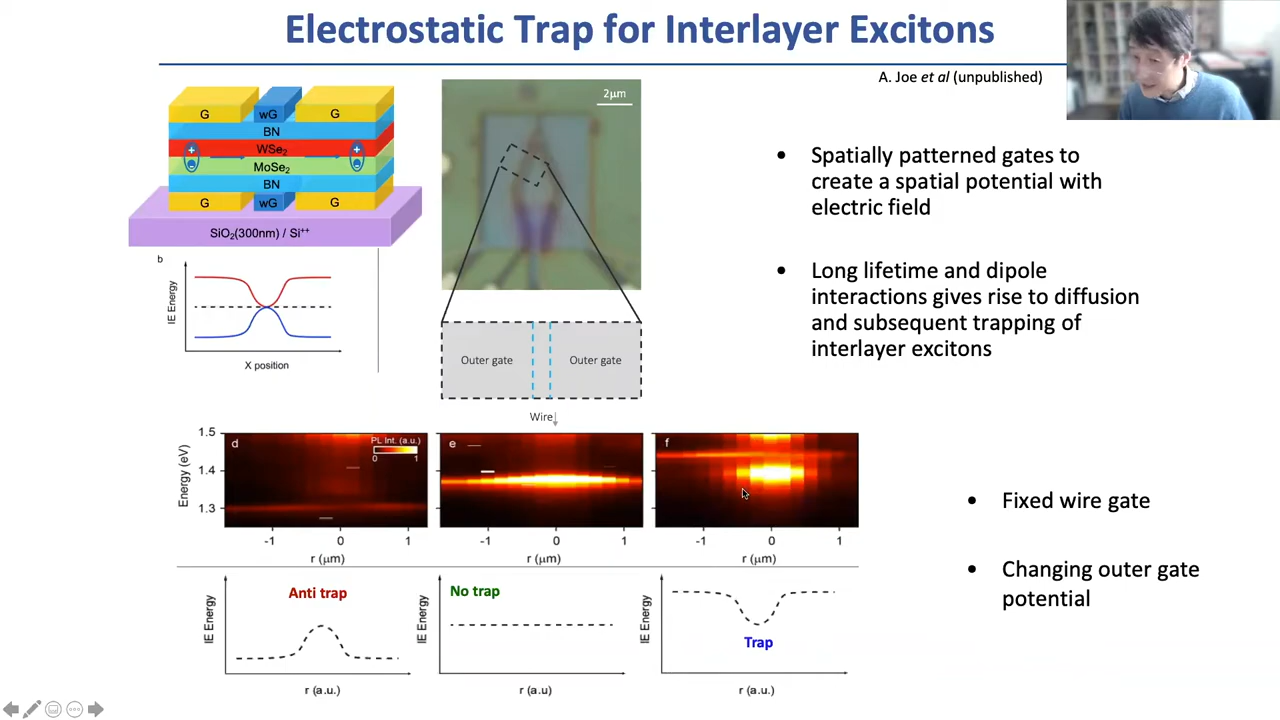 Electrostatic Trap for Interlayer Excitons
A. Joe et al (unpublished)
G wG G
BN
WSe₂
MoSe₂
BN
G wG G
SiO₂(300nm) / Si⁺⁺
+ +
- -
2μm
b
IE Energy
X position
Outer gate Outer gate
Wire
• Spatially patterned gates to
create a spatial potential with
electric field
• Long lifetime and dipole
interactions gives rise to diffusion
and subsequent trapping of
interlayer excitons
d
PL Int. (a.u.)
0 1
e
f
1.5
1.4
1.3
Energy (eV)
-1 0 1
r (μm)
-1 0 1
r (μm)
-1 0 1
r (μm)
• Fixed wire gate
• Changing outer gate
potential
Anti trap
IE Energy
r (a.u.)
No trap
IE Energy
r (a.u)
Trap
IE Energy
r (a.u.)